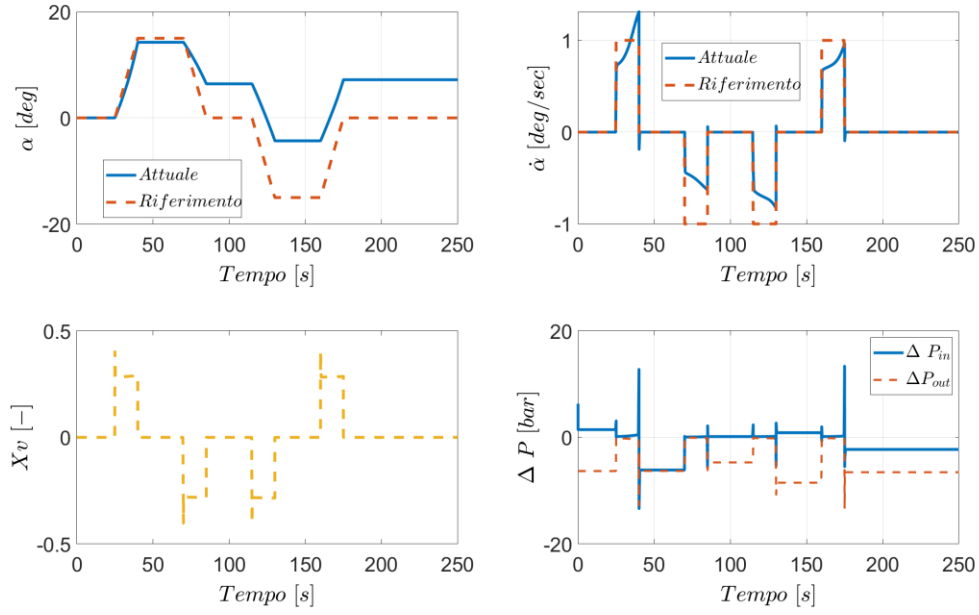 20
0
-20
α [deg]
Attuale
Riferimento
0 50 100 150 200 250
Tempo [s]
1
0
-1
α̇ [deg/sec]
Attuale
Riferimento
0 50 100 150 200 250
Tempo [s]
0.5
0
-0.5
Xv [−]
0 50 100 150 200 250
Tempo [s]
20
0
-20
Δ P [bar]
Δ P_in
ΔP_out
0 50 100 150 200 250
Tempo [s]